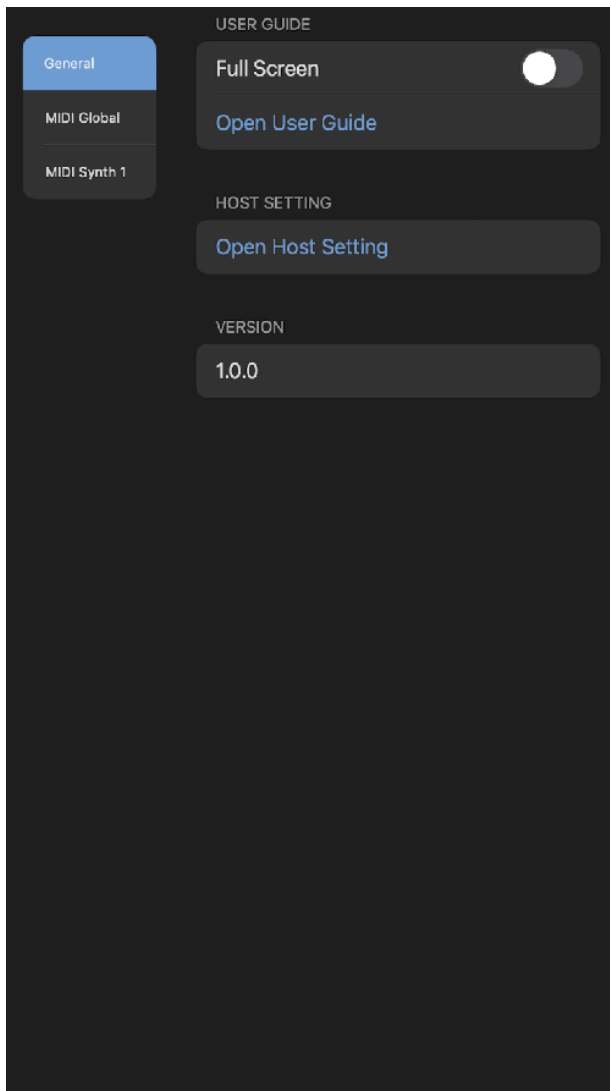 General
MIDI Global
MIDI Synth 1
USER GUIDE
Full Screen
Open User Guide
HOST SETTING
Open Host Setting
VERSION
1.0.0